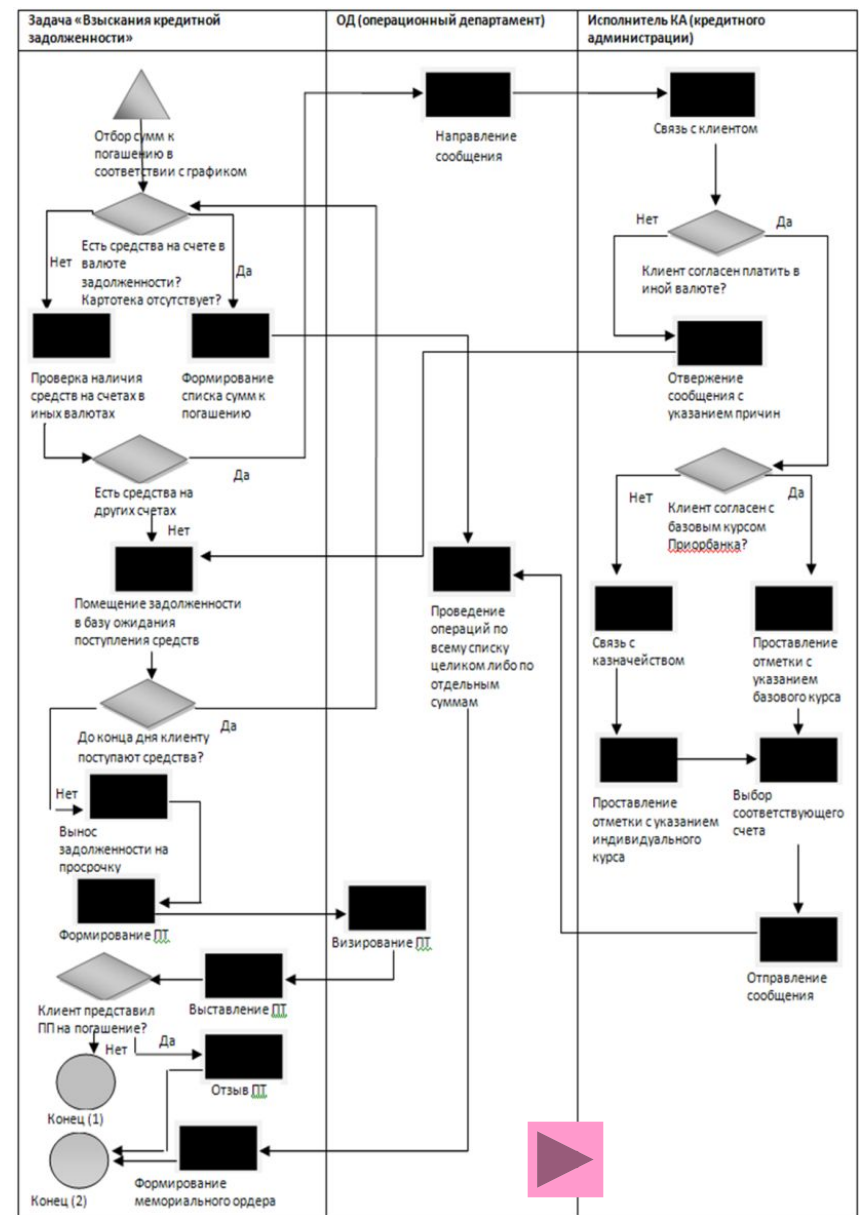 Задача «Взыскания кредитной
задолженности»
ОД (операционный департамент)
Исполнитель КА (кредитного
администрации)
Отбор сумм к
погашению в
соответствии с графиком
Направление
сообщения
Связь с клиентом
Есть средства на счете в
валюте
задолженности?
Картотека отсутствует?
Нет
Да
Нет
Да
Клиент согласен платить в
иной валюте?
Проверка наличия
средств на счетах в
иных валютах
Формирование
списка сумм к
погашению
Отвержение
сообщения с
указанием причин
Да
Есть средства на
других счетах
Нет
Нет
Да
Клиент согласен с
базовым курсом
Приорбанка?
Помещение задолженности
в базу ожидания
поступления средств
Проведение
операций по
всему списку
целиком либо по
отдельным
суммам
Связь с
казначейством
Проставление
отметки с
указанием
базового курса
Да
До конца дня клиенту
поступают средства?
Нет
Вынос
задолженности на
просрочку
Проставление
отметки с указанием
индивидуального
курса
Выбор
соответствующего
счета
Формирование ПТ
Визирование ПТ
Отправление
сообщения
Клиент представил
ПП на погашение?
Выставление ПТ
Нет
Да
Отзыв ПТ
Конец (1)
Конец (2)
Формирование
мемориального ордера